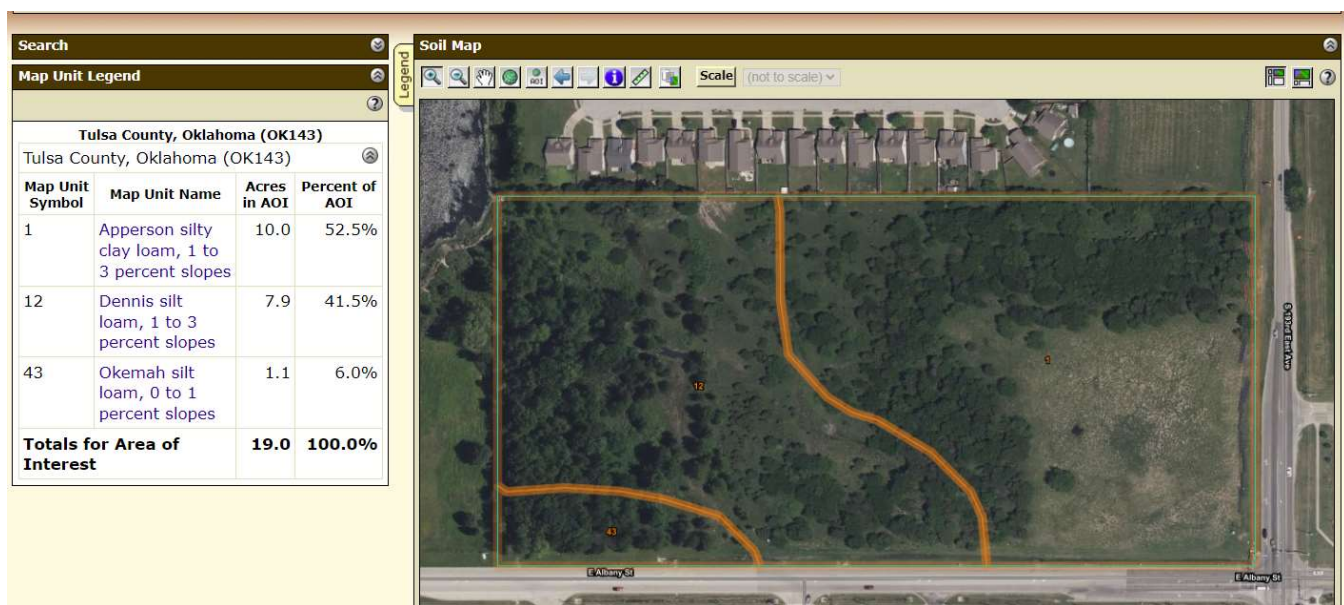 Search
Map Unit Legend
Tulsa County, Oklahoma (OK143)
Tulsa County, Oklahoma (OK143)
Map Unit Symbol Map Unit Name Acres in AOI Percent of AOI
1 Apperson silty clay loam, 1 to 3 percent slopes 10.0 52.5%
12 Dennis silt loam, 1 to 3 percent slopes 7.9 41.5%
43 Okemah silt loam, 0 to 1 percent slopes 1.1 6.0%
Totals for Area of Interest 19.0 100.0%
Legend
Soil Map
AOI
Scale (not to scale)
12
1
43
S 193rd East Ave
E Albany St
E Albany St